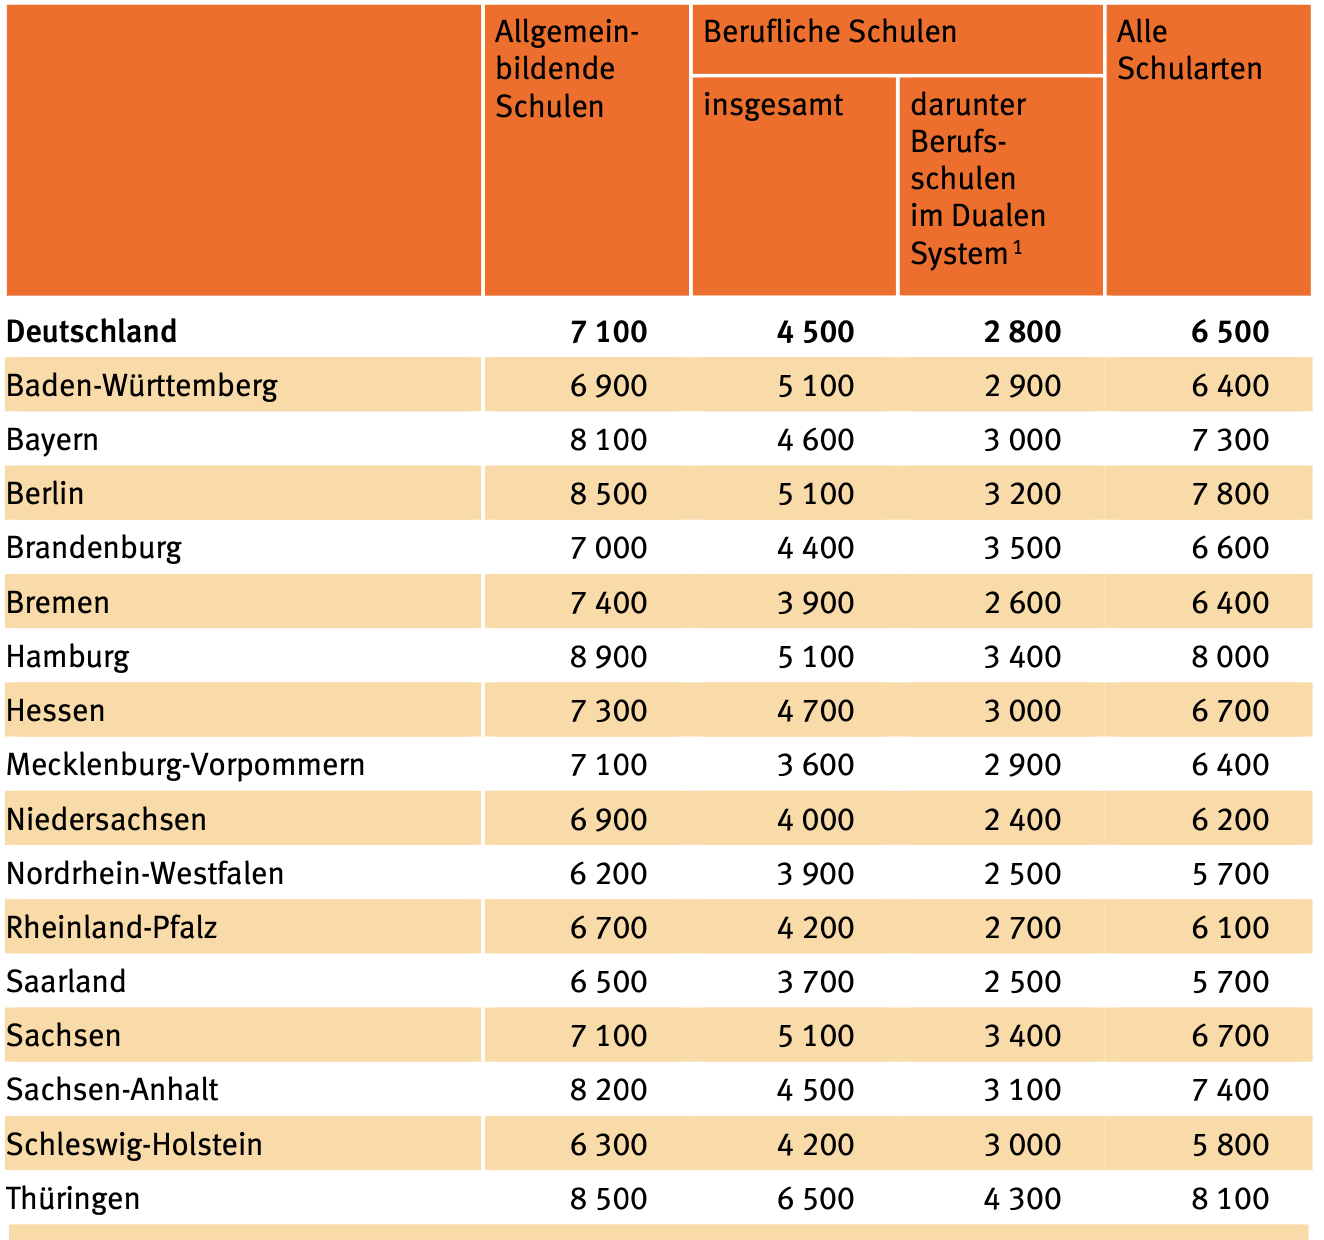 Allgemein-
bildende
Schulen
Berufliche Schulen
Alle
Schularten
insgesamt
darunter
Berufs-
schulen
im Dualen
System¹
Deutschland 7 100 4 500 2 800 6 500
Baden-Württemberg 6 900 5 100 2 900 6 400
Bayern 8 100 4 600 3 000 7 300
Berlin 8 500 5 100 3 200 7 800
Brandenburg 7 000 4 400 3 500 6 600
Bremen 7 400 3 900 2 600 6 400
Hamburg 8 900 5 100 3 400 8 000
Hessen 7 300 4 700 3 000 6 700
Mecklenburg-Vorpommern 7 100 3 600 2 900 6 400
Niedersachsen 6 900 4 000 2 400 6 200
Nordrhein-Westfalen 6 200 3 900 2 500 5 700
Rheinland-Pfalz 6 700 4 200 2 700 6 100
Saarland 6 500 3 700 2 500 5 700
Sachsen 7 100 5 100 3 400 6 700
Sachsen-Anhalt 8 200 4 500 3 100 7 400
Schleswig-Holstein 6 300 4 200 3 000 5 800
Thüringen 8 500 6 500 4 300 8 100